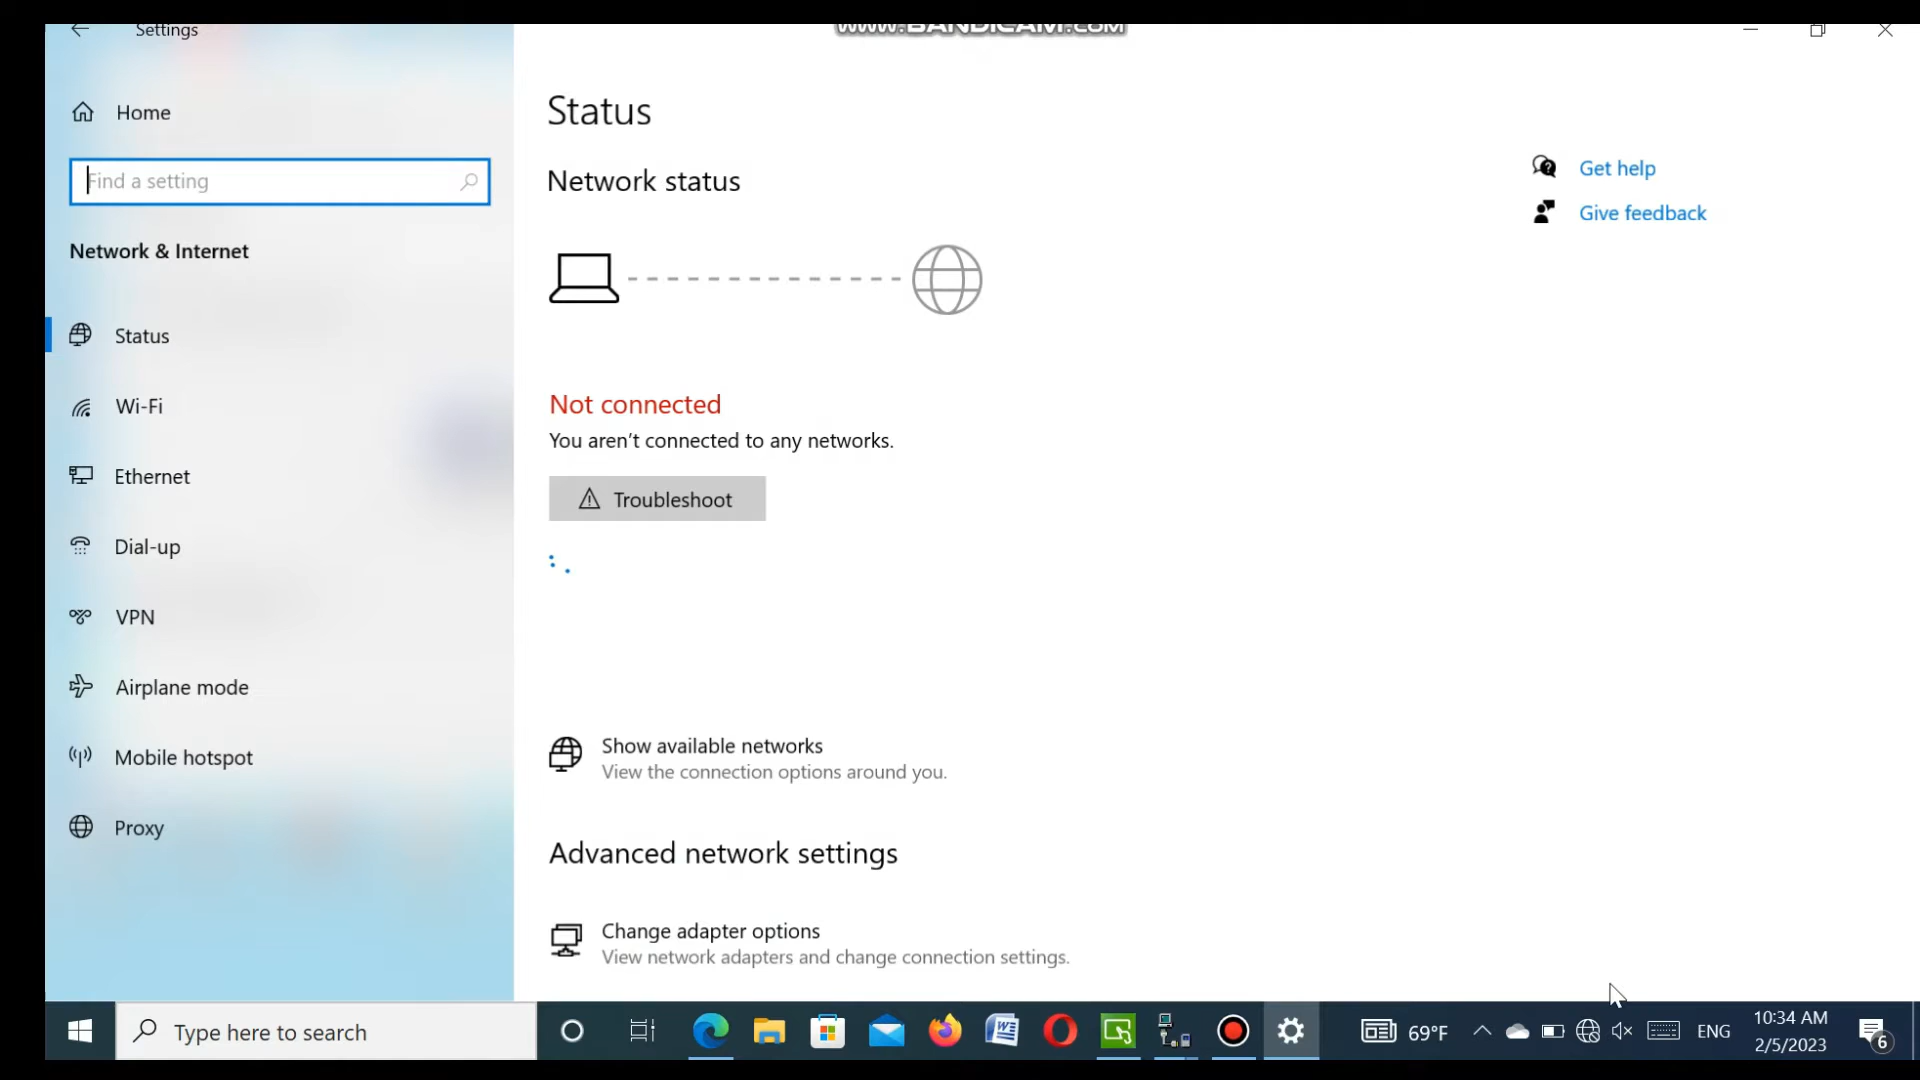 Settings
www.BANDICAM.com
Home
Find a setting
Network & Internet
Status
Wi-Fi
Ethernet
Dial-up
VPN
Airplane mode
Mobile hotspot
Proxy
Status
Network status
Not connected
You aren't connected to any networks.
Troubleshoot
Show available networks
View the connection options around you.
Advanced network settings
Change adapter options
View network adapters and change connection settings.
Get help
Give feedback
Type here to search
69°F
ENG
10:34 AM
2/5/2023
6